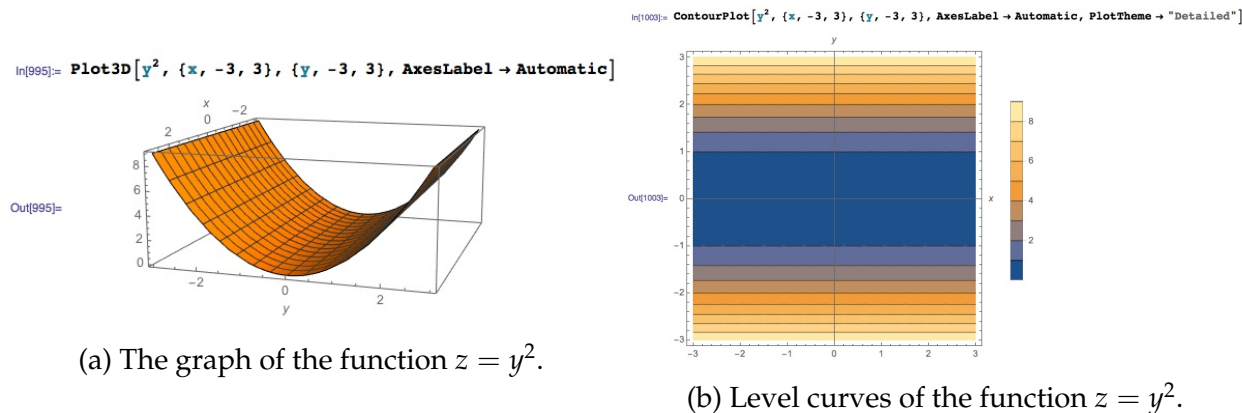 In[995]:= Plot3D[y², {x, -3, 3}, {y, -3, 3}, AxesLabel → Automatic]
Out[995]=
x
-2
0
2
8
6
4
2
0
-2
0
2
y
(a) The graph of the function z = y².
In[1003]:= ContourPlot[y², {x, -3, 3}, {y, -3, 3}, AxesLabel → Automatic, PlotTheme → "Detailed"]
y
Out[1003]=
3
2
1
0
-1
-2
-3
-3
-2
-1
0
1
2
3
x
8
6
4
2
(b) Level curves of the function z = y².